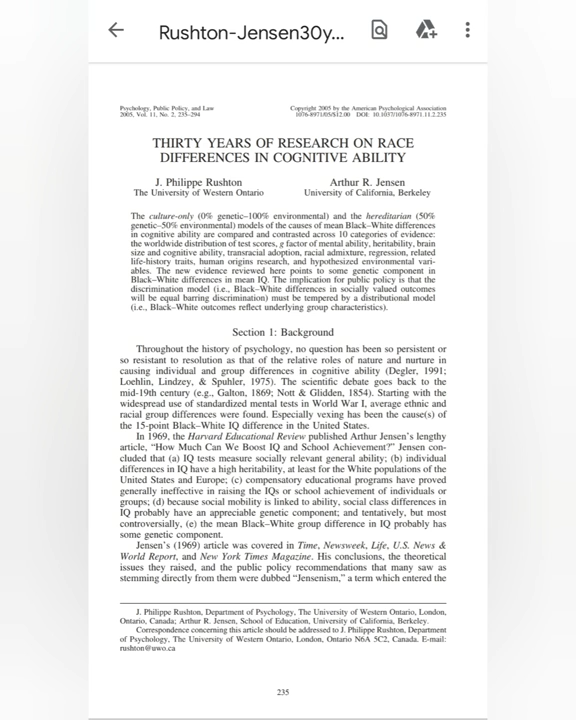 Rushton-Jensen30y...
Psychology, Public Policy, and Law
2005, Vol. 11, No. 2, 235–294
Copyright 2005 by the American Psychological Association
1076-8971/05/$12.00 DOI: 10.1037/1076-8971.11.2.235
THIRTY YEARS OF RESEARCH ON RACE
DIFFERENCES IN COGNITIVE ABILITY
J. Philippe Rushton
The University of Western Ontario
Arthur R. Jensen
University of California, Berkeley
The culture-only (0% genetic–100% environmental) and the hereditarian (50%
genetic–50% environmental) models of the causes of mean Black–White differences
in cognitive ability are compared and contrasted across 10 categories of evidence:
the worldwide distribution of test scores, g factor of mental ability, heritability, brain
size and cognitive ability, transracial adoption, racial admixture, regression, related
life-history traits, human origins research, and hypothesized environmental vari-
ables. The new evidence reviewed here points to some genetic component in
Black–White differences in mean IQ. The implication for public policy is that the
discrimination model (i.e., Black–White differences in socially valued outcomes
will be equal barring discrimination) must be tempered by a distributional model
(i.e., Black–White outcomes reflect underlying group characteristics).
Section 1: Background
Throughout the history of psychology, no question has been so persistent or
so resistant to resolution as that of the relative roles of nature and nurture in
causing individual and group differences in cognitive ability (Degler, 1991;
Loehlin, Lindzey, & Spuhler, 1975). The scientific debate goes back to the
mid-19th century (e.g., Galton, 1869; Nott & Glidden, 1854). Starting with the
widespread use of standardized mental tests in World War I, average ethnic and
racial group differences were found. Especially vexing has been the cause(s) of
the 15-point Black–White IQ difference in the United States.
In 1969, the Harvard Educational Review published Arthur Jensen's lengthy
article, "How Much Can We Boost IQ and School Achievement?" Jensen con-
cluded that (a) IQ tests measure socially relevant general ability; (b) individual
differences in IQ have a high heritability, at least for the White populations of the
United States and Europe; (c) compensatory educational programs have proved
generally ineffective in raising the IQs or school achievement of individuals or
groups; (d) because social mobility is linked to ability, social class differences in
IQ probably have an appreciable genetic component; and tentatively, but most
controversially, (e) the mean Black–White group difference in IQ probably has
some genetic component.
Jensen's (1969) article was covered in Time, Newsweek, Life, U.S. News &
World Report, and New York Times Magazine. His conclusions, the theoretical
issues they raised, and the public policy recommendations that many saw as
stemming directly from them were dubbed "Jensenism," a term which entered the
J. Philippe Rushton, Department of Psychology, The University of Western Ontario, London,
Ontario, Canada; Arthur R. Jensen, School of Education, University of California, Berkeley.
Correspondence concerning this article should be addressed to J. Philippe Rushton, Department
of Psychology, The University of Western Ontario, London, Ontario N6A 5C2, Canada. E-mail:
rushton@uwo.ca
235